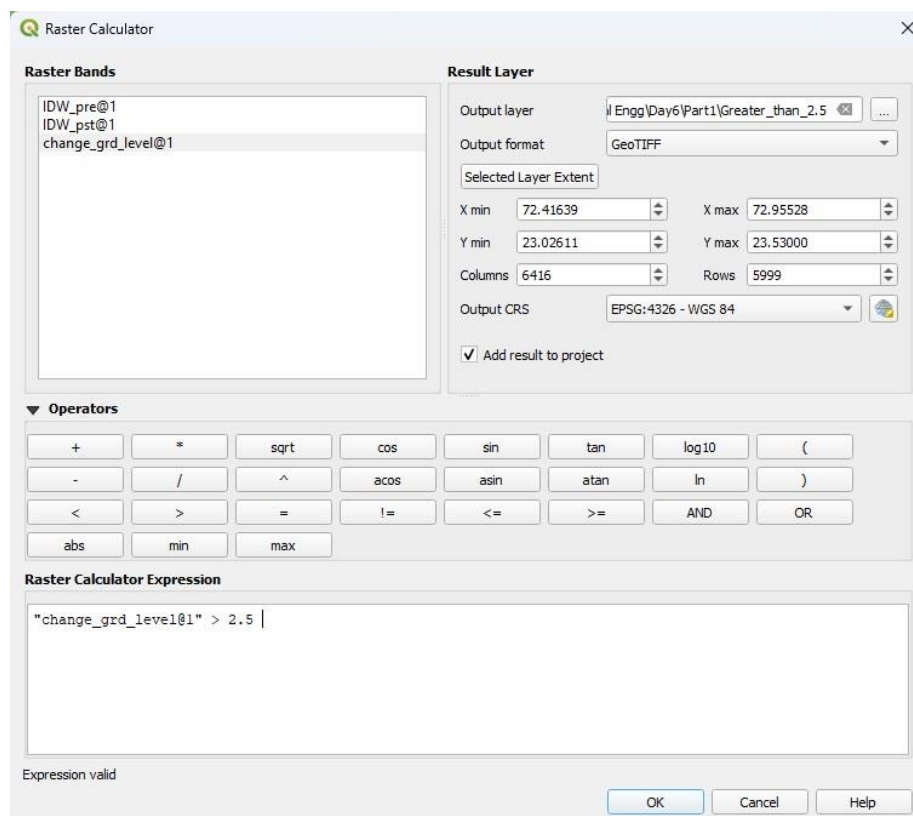 Raster Calculator
Raster Bands
IDW_pre@1
IDW_pst@1
change_grd_level@1
Result Layer
Output layer l Engg\Day6\Part1\Greater_than_2.5 ...
Output format GeoTIFF
Selected Layer Extent
X min 72.41639 X max 72.95528
Y min 23.02611 Y max 23.53000
Columns 6416 Rows 5999
Output CRS EPSG:4326 - WGS 84
Add result to project
Operators
+ * sqrt cos sin tan log10 (
- / ^ acos asin atan ln )
< > = != <= >= AND OR
abs min max
Raster Calculator Expression
"change_grd_level@1" > 2.5
Expression valid
OK Cancel Help